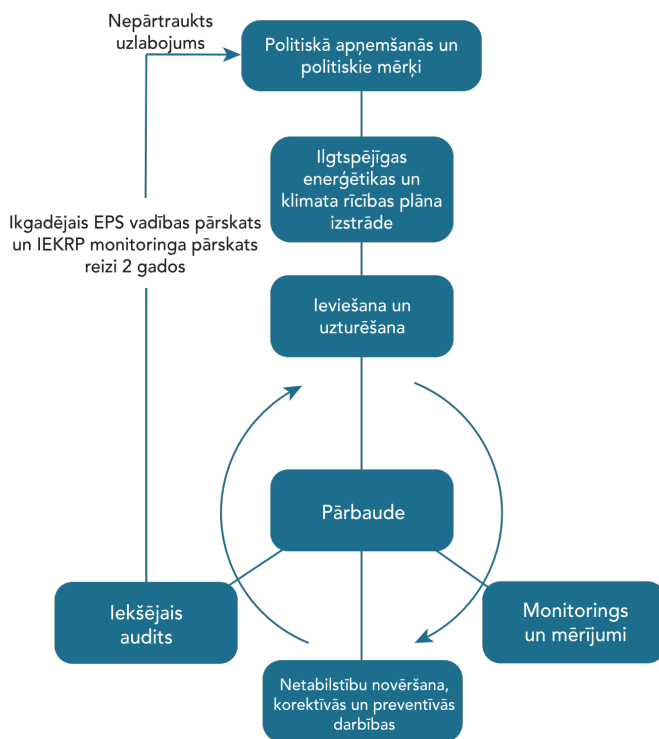 Nepārtraukts
uzlabojums
Politiskā apņemšanās un
politiskie mērķi
Ilgtspējīgas
enerģētikas un
klimata rīcības plāna
izstrāde
Ikgadējais EPS vadības pārskats
un IEKRP monitoringa pārskats
reizi 2 gados
Ieviešana un
uzturēšana
Pārbaude
Iekšējais
audits
Monitorings
un mērījumi
Netabilstību novēršana,
korektīvās un preventīvās
darbības